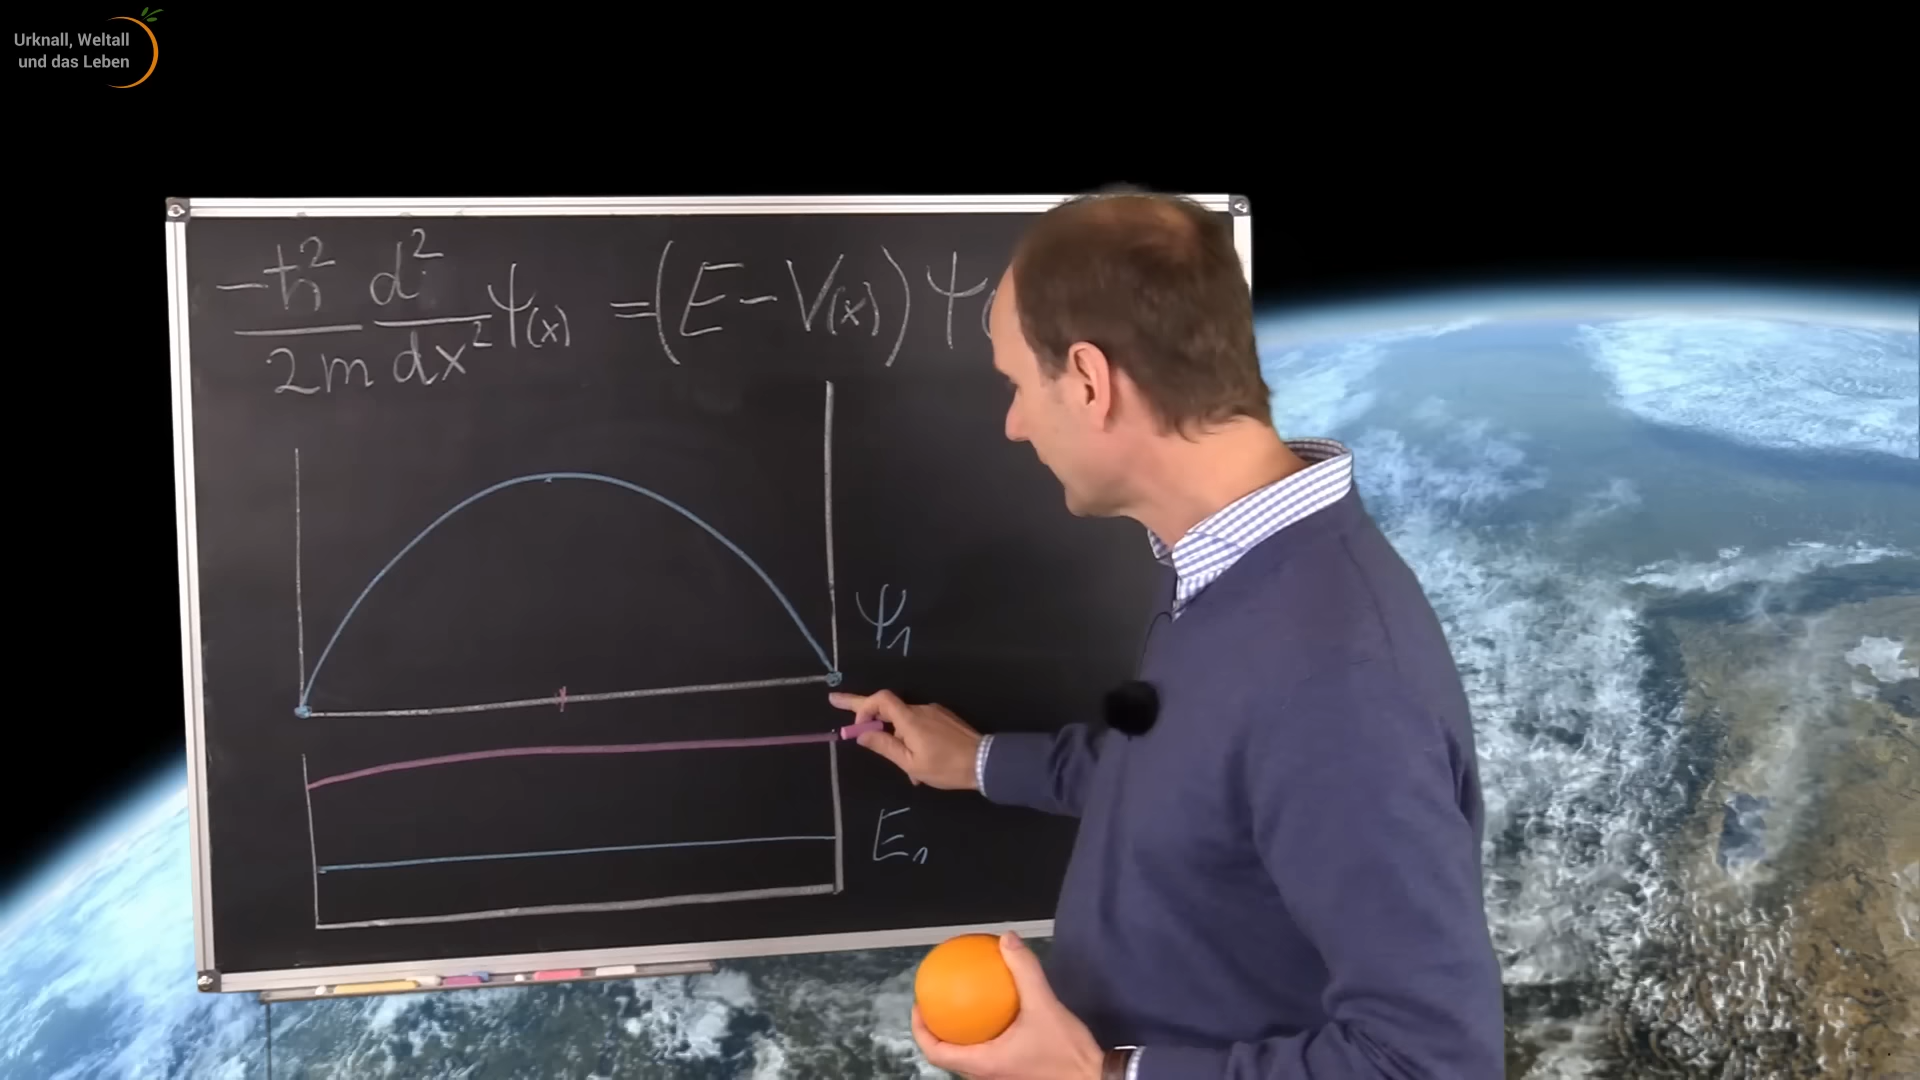 Urknall, Weltall
und das Leben
-ħ²/2m d²/dx² ψ(x) = (E - V(x)) Ψ(
Ψ₁
E₁